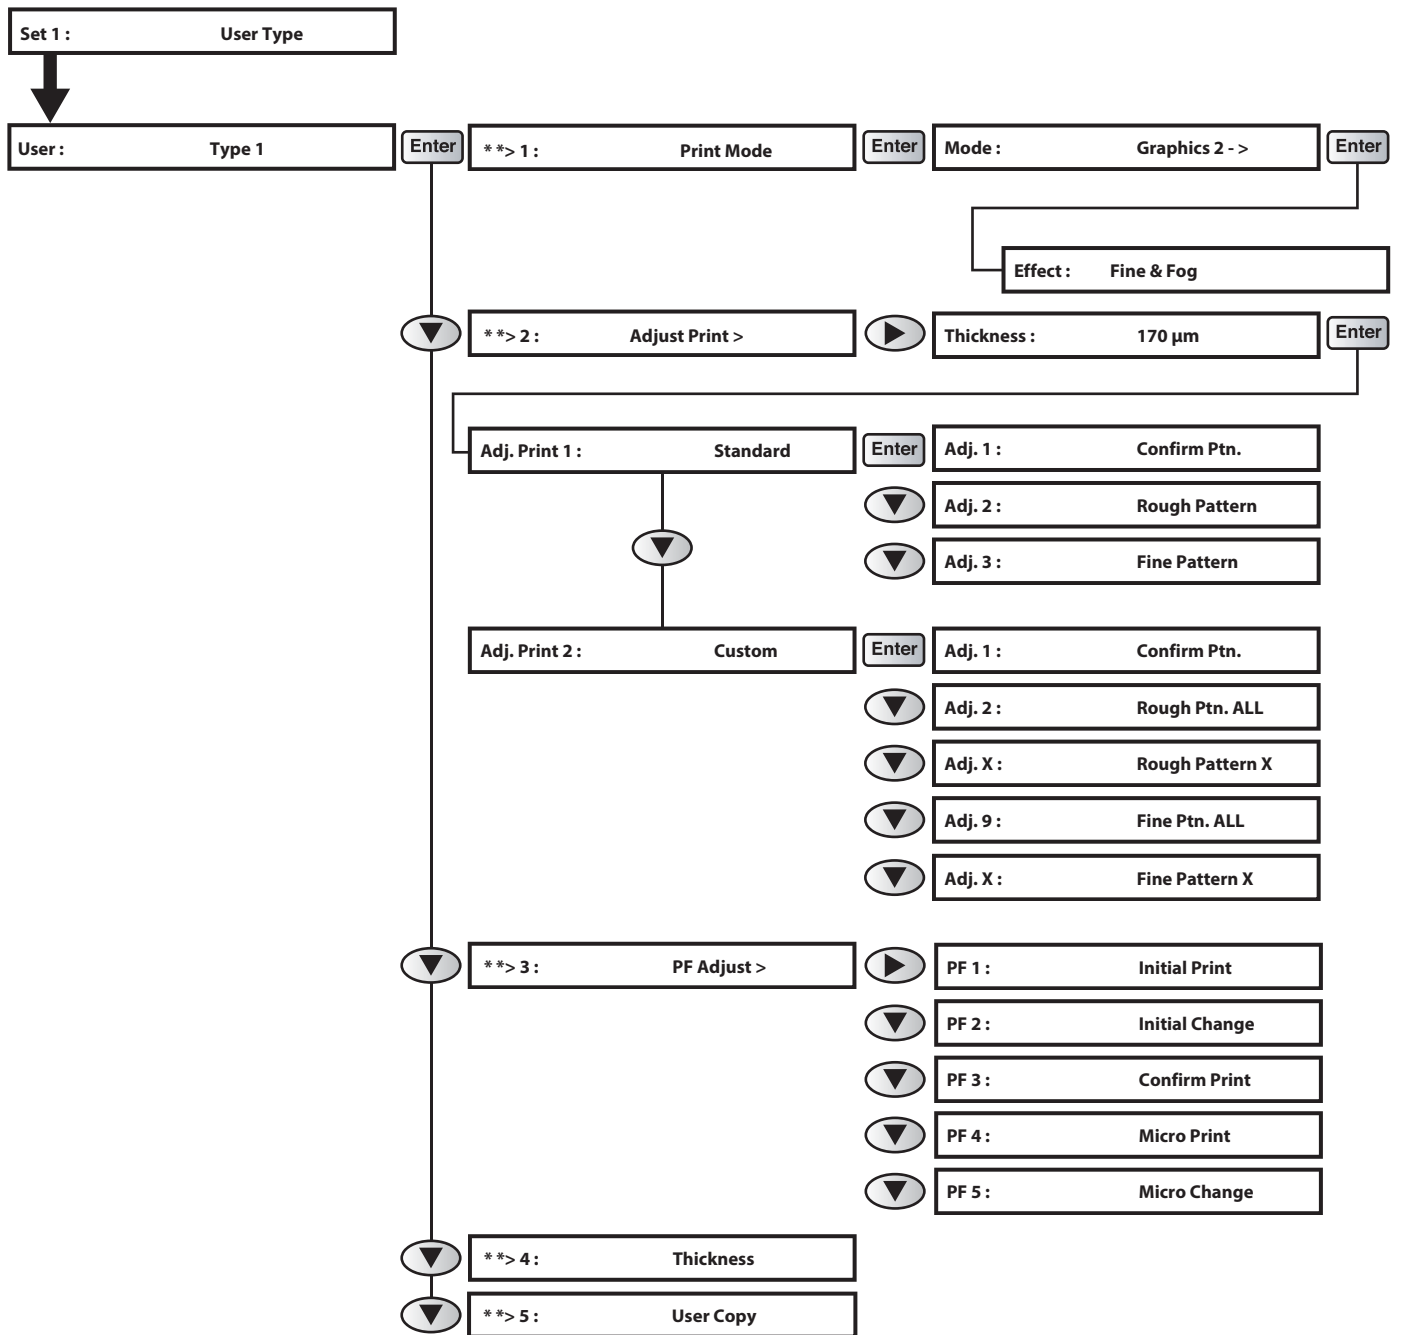 Set 1 : User Type
User : Type 1 Enter * *> 1 : Print Mode Enter Mode : Graphics 2 - > Enter
Effect : Fine & Fog
* *> 2 : Adjust Print > Thickness : 170 µm Enter
Adj. Print 1 : Standard Enter Adj. 1 : Confirm Ptn.
Adj. 2 : Rough Pattern
Adj. 3 : Fine Pattern
Adj. Print 2 : Custom Enter Adj. 1 : Confirm Ptn.
Adj. 2 : Rough Ptn. ALL
Adj. X : Rough Pattern X
Adj. 9 : Fine Ptn. ALL
Adj. X : Fine Pattern X
* *> 3 : PF Adjust > PF 1 : Initial Print
PF 2 : Initial Change
PF 3 : Confirm Print
PF 4 : Micro Print
PF 5 : Micro Change
* *> 4 : Thickness
* *> 5 : User Copy